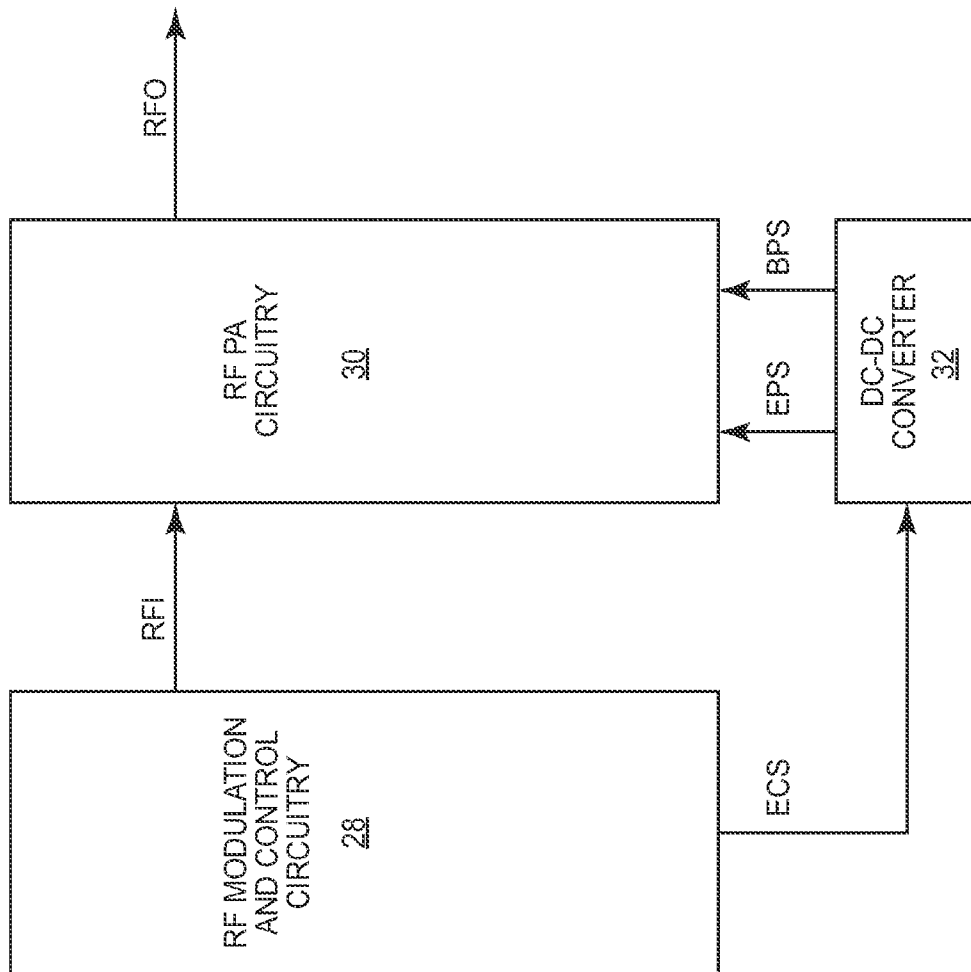 RF MODULATION
AND CONTROL
CIRCUITRY
28
RFI
ECS
RF PA
CIRCUITRY
30
EPS
BPS
DC-DC
CONVERTER
32
RFO